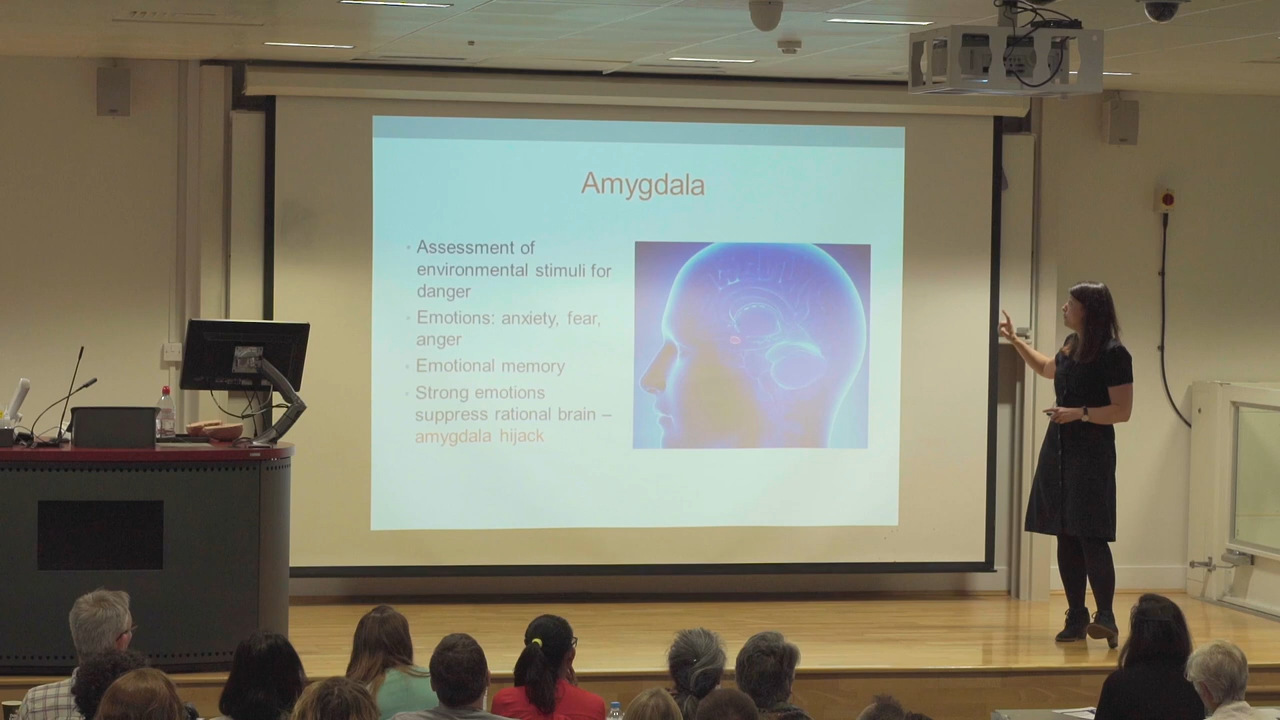 Amygdala
Assessment of
environmental stimuli for
danger
Emotions: anxiety, fear,
anger
Emotional memory
Strong emotions
suppress rational brain –
amygdala hijack